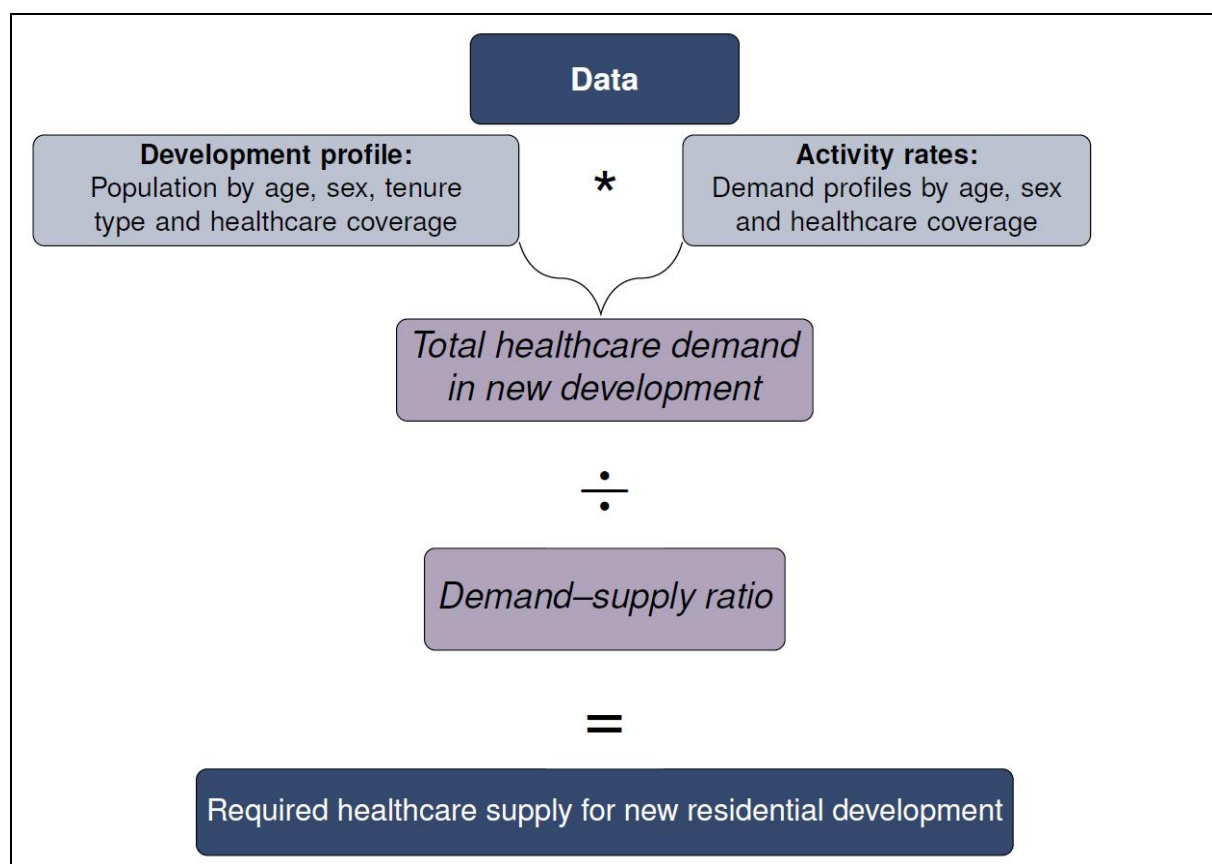 Data
Development profile:
Population by age, sex, tenure
type and healthcare coverage
*
Activity rates:
Demand profiles by age, sex
and healthcare coverage
Total healthcare demand
in new development
÷
Demand–supply ratio
=
Required healthcare supply for new residential development